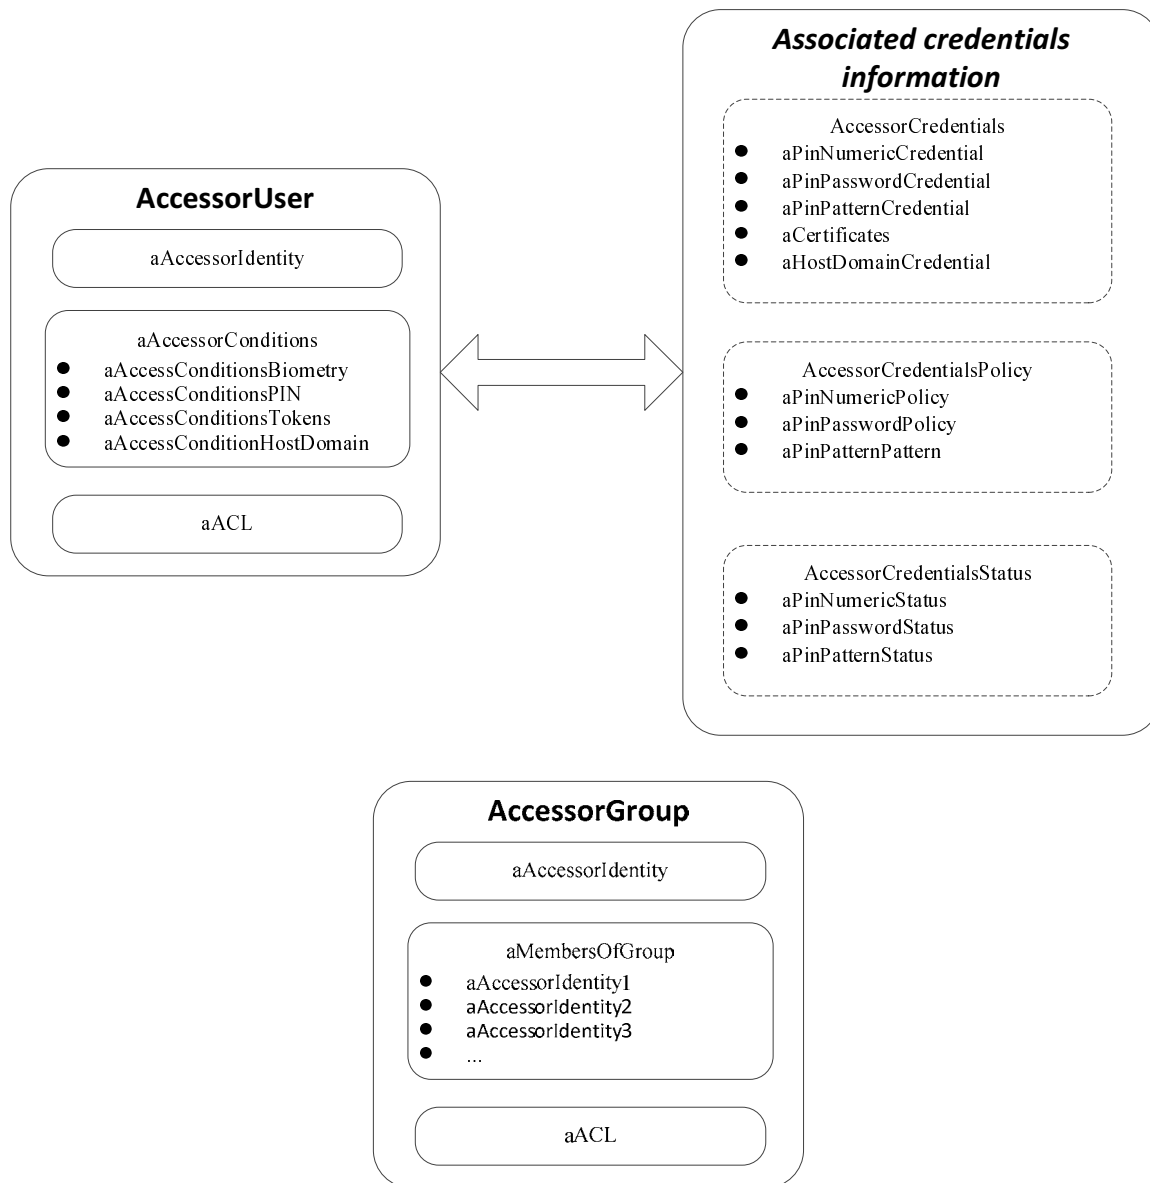 AccessorUser
aAccessorIdentity
aAccessorConditions
aAccessConditionsBiometry
aAccessConditionsPIN
aAccessConditionsTokens
aAccessConditionHostDomain
aACL
Associated credentials
information
AccessorCredentials
aPinNumericCredential
aPinPasswordCredential
aPinPatternCredential
aCertificates
aHostDomainCredential
AccessorCredentialsPolicy
aPinNumericPolicy
aPinPasswordPolicy
aPinPatternPattern
AccessorCredentialsStatus
aPinNumericStatus
aPinPasswordStatus
aPinPatternStatus
AccessorGroup
aAccessorIdentity
aMembersOfGroup
aAccessorIdentity1
aAccessorIdentity2
aAccessorIdentity3
...
aACL